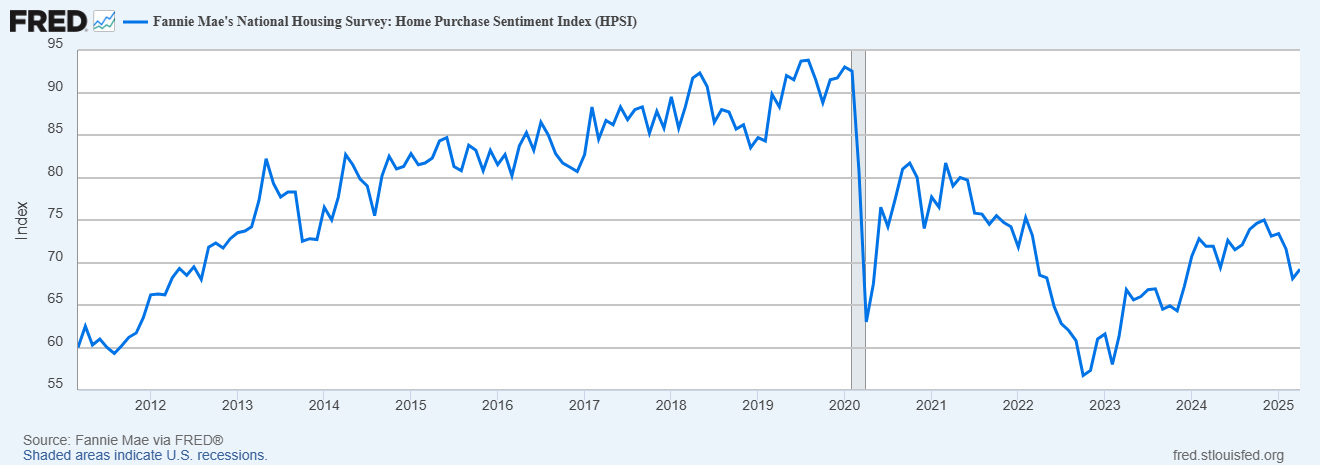 FRED® Fannie Mae's National Housing Survey: Home Purchase Sentiment Index (HPSI)
95
90
85
80
75
70
65
60
55
Index
2012 2013 2014 2015 2016 2017 2018 2019 2020 2021 2022 2023 2024 2025
Source: Fannie Mae via FRED®
Shaded areas indicate U.S. recessions.
fred.stlouisfed.org